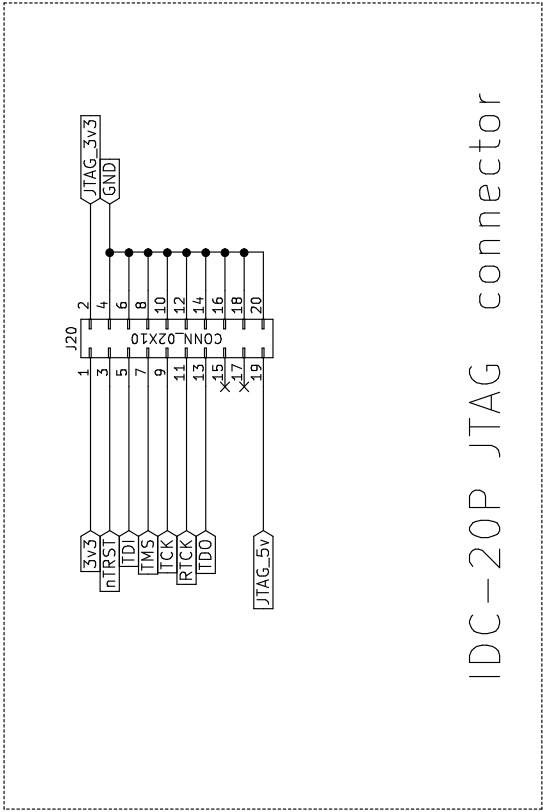 JTAG_3v3
GND
2
4
6
8
10
12
14
16
18
20
J20
CONN_02X10
1
3
5
7
9
11
13
15
17
19
3v3
nTRST
TDI
TMS
TCK
RTCK
TDO
JTAG_5v
IDC-20P JTAG connector